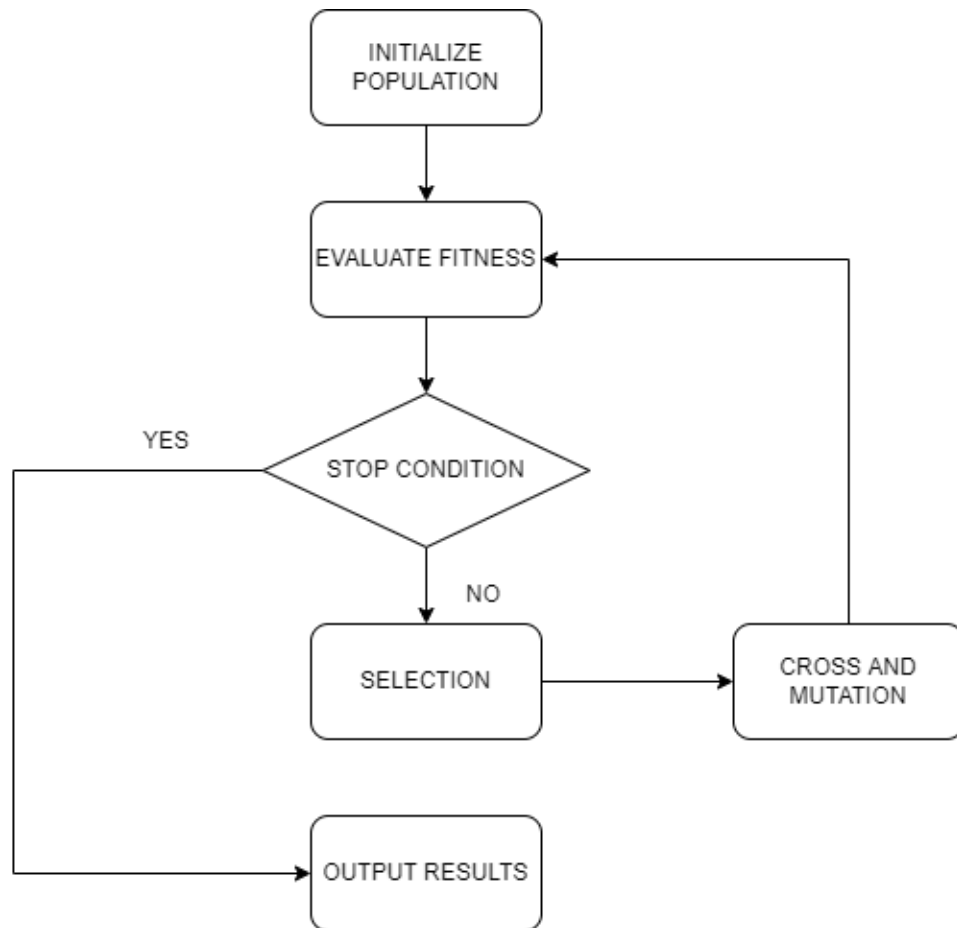 INITIALIZE
POPULATION
EVALUATE FITNESS
YES
STOP CONDITION
NO
SELECTION
CROSS AND
MUTATION
OUTPUT RESULTS